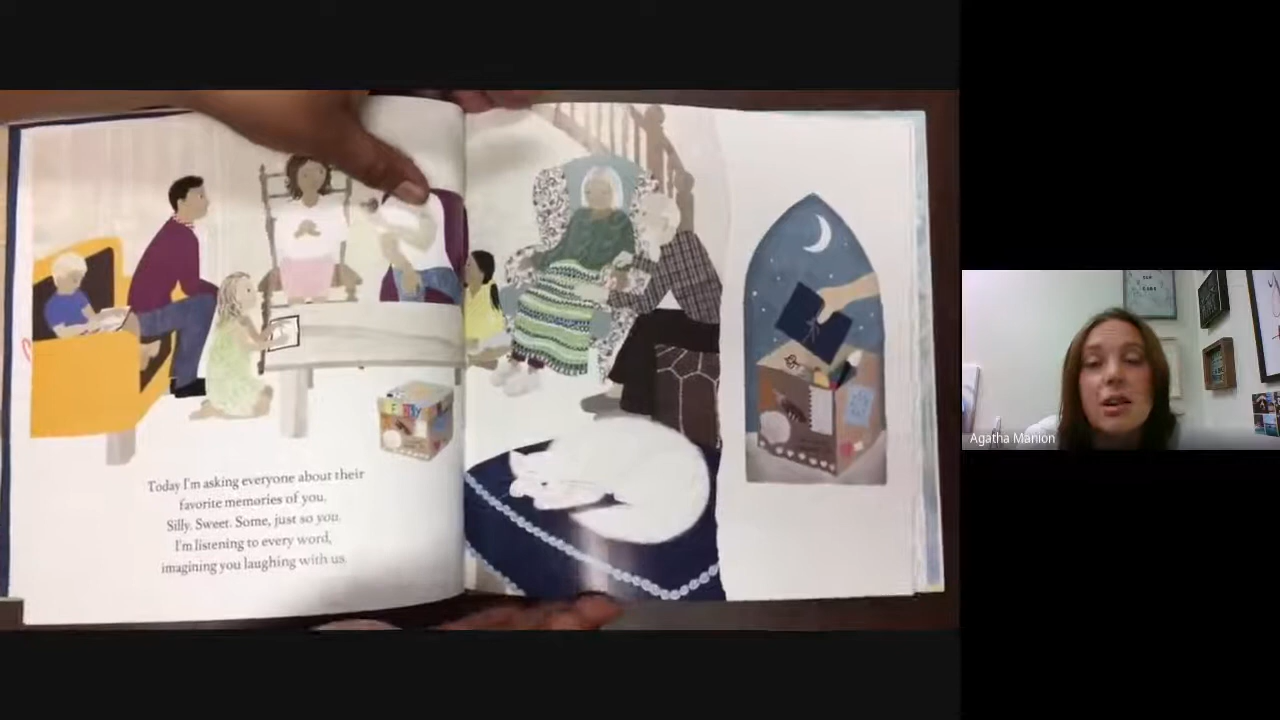 Today I'm asking everyone about their
favorite memories of you.
Silly. Sweet. Some, just so you.
I'm listening to every word,
imagining you laughing with us.
Agatha Manion